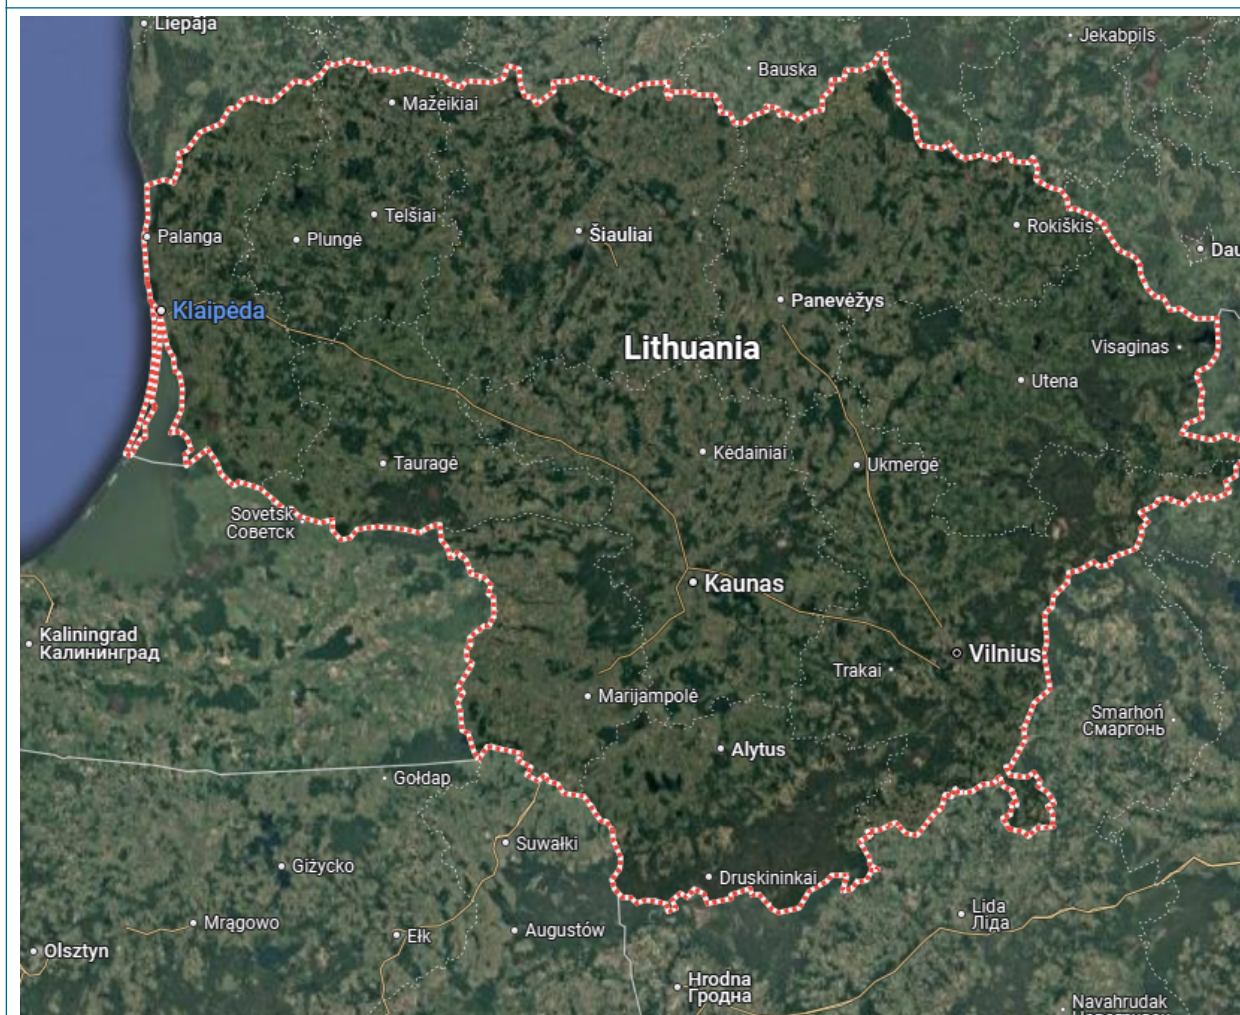 Liepāja
Jekabpils
Bauska
Mažeikiai
Telšiai
Rokiškis
Palanga
Plungė
Šiauliai
Dau
Panevėžys
Klaipėda
Lithuania
Visaginas
Utena
Kėdainiai
Tauragė
Ukmergė
Sovetsk
Советск
Kaunas
Kaliningrad
Калининград
Vilnius
Trakai
Marijampolė
Smarhoń
Смаргонь
Alytus
Gołdap
Suwałki
Giżycko
Druskininkai
Lida
Ліда
Mrągowo
Ełk
Augustów
Olsztyn
Hrodna
Гродна
Navahrudak